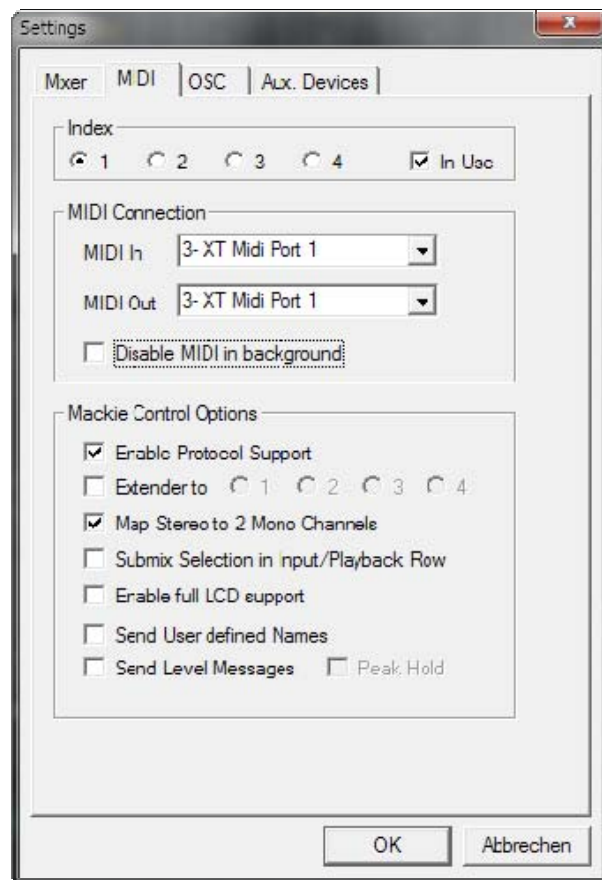 Settings
Mixer MIDI OSC Aux. Devices
Index
1 2 3 4 In Use
MIDI Connection
MIDI In 3- XT Midi Port 1
MIDI Out 3- XT Midi Port 1
Disable MIDI in background
Mackie Control Options
Enable Protocol Support
Extender to 1 2 3 4
Map Stereo to 2 Mono Channels
Submix Selection in Input/Playback Row
Enable full LCD support
Send User defined Names
Send Level Messages Peak Hold
OK Abbrechen